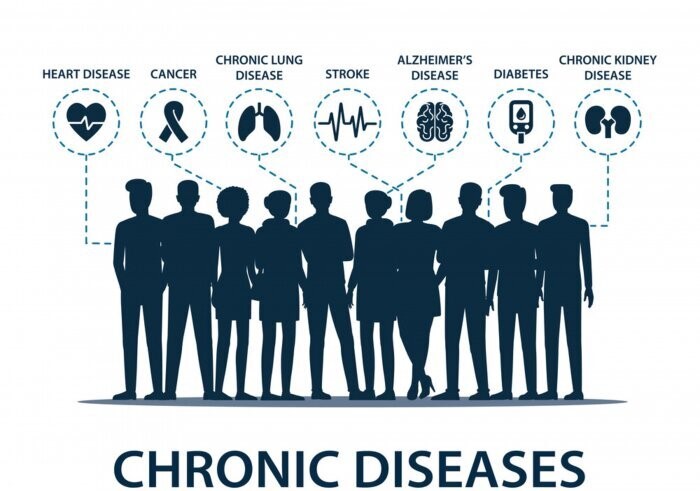 HEART DISEASE
CANCER
CHRONIC LUNG
DISEASE
STROKE
ALZHEIMER'S
DISEASE
DIABETES
CHRONIC KIDNEY
DISEASE
CHRONIC DISEASES